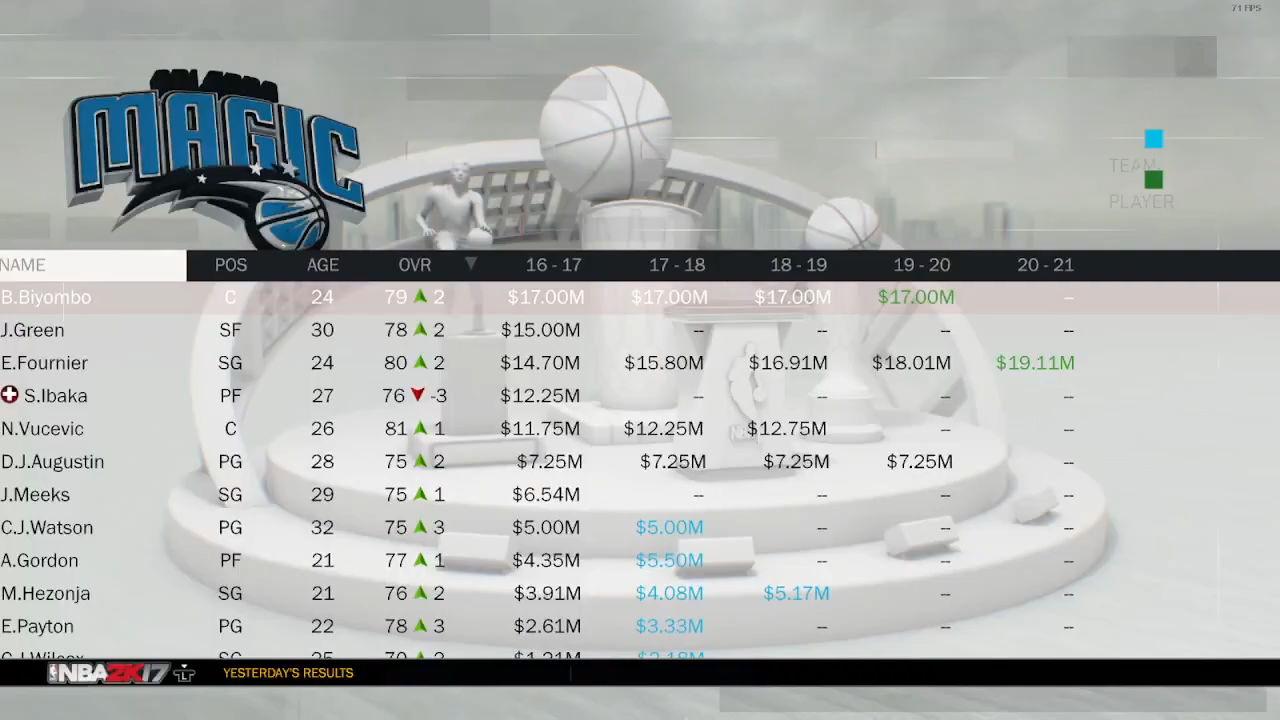 71 FPS
MAGIC
TEAM
PLAYER
NAME POS AGE OVR 16 - 17 17 - 18 18 - 19 19 - 20 20 - 21
B.Biyombo C 24 79 2 $17.00M $17.00M $17.00M $17.00M --
J.Green SF 30 78 2 $15.00M -- -- -- --
E.Fournier SG 24 80 2 $14.70M $15.80M $16.91M $18.01M $19.11M
S.Ibaka PF 27 76 -3 $12.25M -- -- -- --
N.Vucevic C 26 81 1 $11.75M $12.25M $12.75M -- --
D.J.Augustin PG 28 75 2 $7.25M $7.25M $7.25M $7.25M --
J.Meeks SG 29 75 1 $6.54M -- -- -- --
C.J.Watson PG 32 75 3 $5.00M $5.00M -- -- --
A.Gordon PF 21 77 1 $4.35M $5.50M -- -- --
M.Hezonja SG 21 76 2 $3.91M $4.08M $5.17M -- --
E.Payton PG 22 78 3 $2.61M $3.33M -- -- --
NBA2K17 L YESTERDAY'S RESULTS